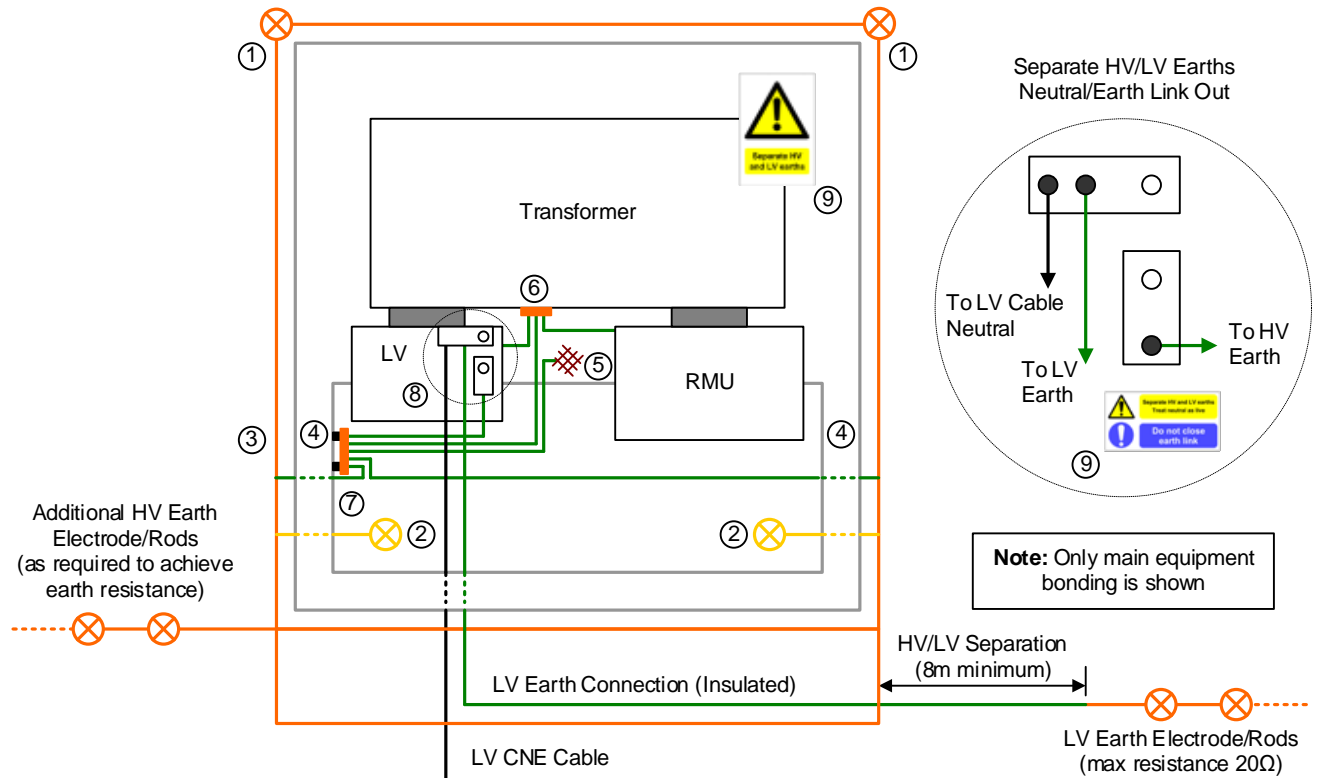 ①
①
Separate HV/LV Earths
Neutral/Earth Link Out
Separate HV
and LV earths
⑨
Transformer
⑥
To LV Cable
Neutral
To LV
Earth
To HV
Earth
LV
⑧
⑤
RMU
Separate HV and LV earths
Treat neutral as live
Do not close
earth link
⑨
③
④
④
⑦
②
②
Additional HV Earth
Electrode/Rods
(as required to achieve
earth resistance)
Note: Only main equipment
bonding is shown
HV/LV Separation
(8m minimum)
LV Earth Connection (Insulated)
LV CNE Cable
LV Earth Electrode/Rods
(max resistance 20Ω)